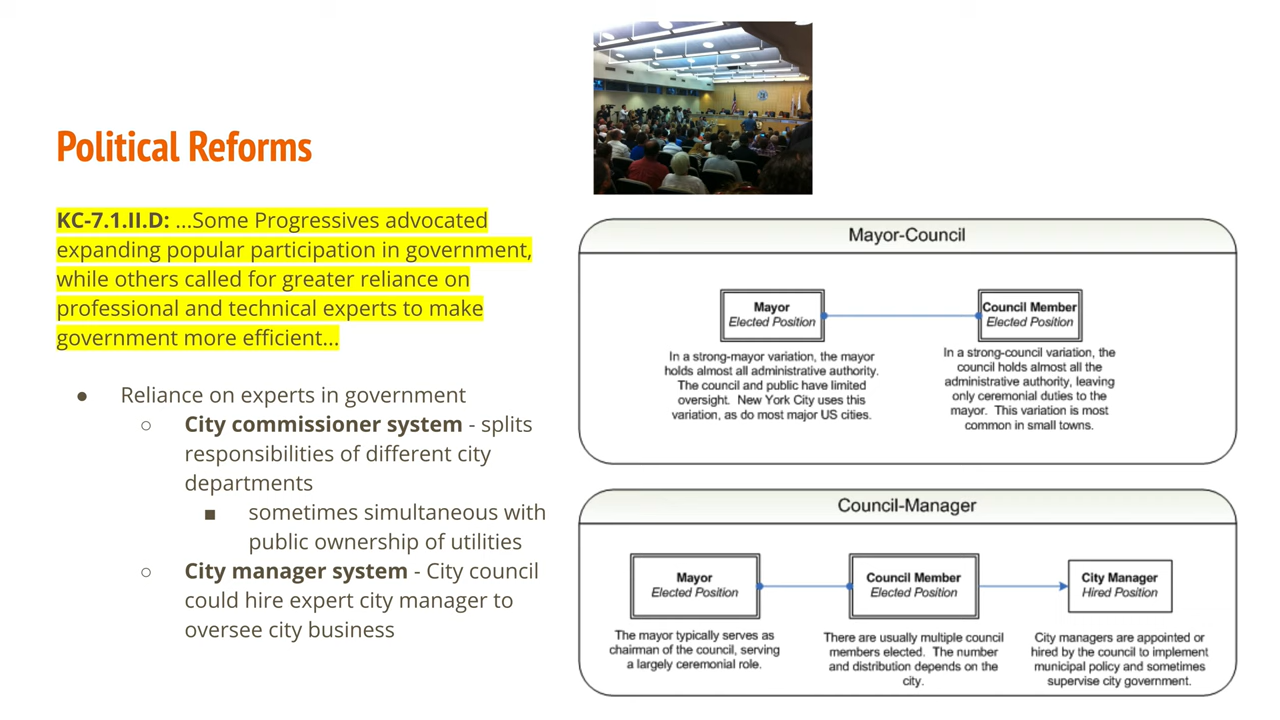 Political Reforms
KC-7.1.II.D: ...Some Progressives advocated
expanding popular participation in government,
while others called for greater reliance on
professional and technical experts to make
government more efficient...
● Reliance on experts in government
○ City commissioner system - splits
responsibilities of different city
departments
■ sometimes simultaneous with
public ownership of utilities
○ City manager system - City council
could hire expert city manager to
oversee city business
Mayor-Council
Mayor
Elected Position
In a strong-mayor variation, the mayor
holds almost all administrative authority.
The council and public have limited
oversight. New York City uses this
variation, as do most major US cities.
Council Member
Elected Position
In a strong-council variation, the
council holds almost all the
administrative authority, leaving
only ceremonial duties to the
mayor. This variation is most
common in small towns.
Council-Manager
Mayor
Elected Position
The mayor typically serves as
chairman of the council, serving
a largely ceremonial role.
Council Member
Elected Position
There are usually multiple council
members elected. The number
and distribution depends on the
city.
City Manager
Hired Position
City managers are appointed or
hired by the council to implement
municipal policy and sometimes
supervise city government.